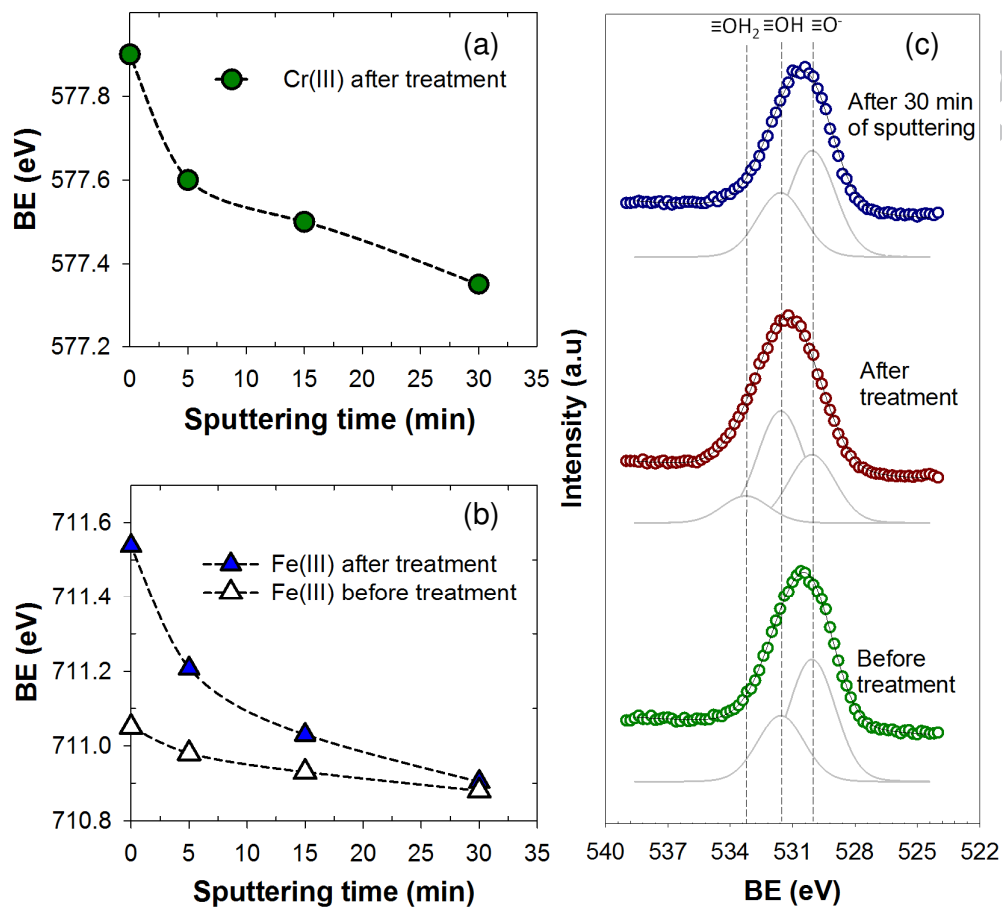 (a)
Cr(III) after treatment
BE (eV)
577.8
577.6
577.4
577.2
0 5 10 15 20 25 30 35
Sputtering time (min)
(b)
Fe(III) after treatment
Fe(III) before treatment
BE (eV)
711.6
711.4
711.2
711.0
710.8
0 5 10 15 20 25 30 35
Sputtering time (min)
≡OH₂ ≡OH ≡O⁻
(c)
After 30 min
of sputtering
After
treatment
Before
treatment
Intensity (a.u)
540 537 534 531 528 525 522
BE (eV)